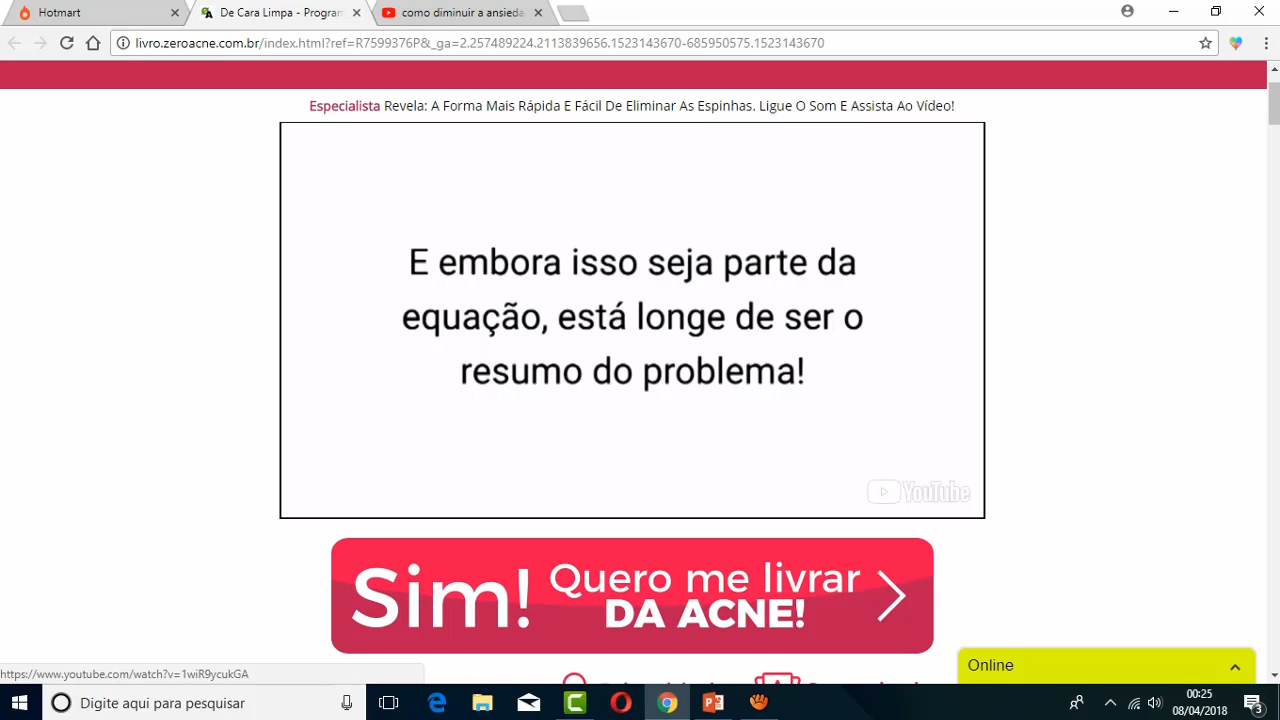 Hotmart
De Cara Limpa - Program
como diminuir a ansieda
livro.zeroacne.com.br/index.html?ref=R7599376P&_ga=2.257489224.2113839656.1523143670-685950575.1523143670
Especialista Revela: A Forma Mais Rápida E Fácil De Eliminar As Espinhas. Ligue O Som E Assista Ao Vídeo!
E embora isso seja parte da
equação, está longe de ser o
resumo do problema!
YouTube
Sim! Quero me livrar
DA ACNE!
Online
https://www.youtube.com/watch?v=1wiR9ycukGA
Digite aqui para pesquisar
00:25
08/04/2018
3